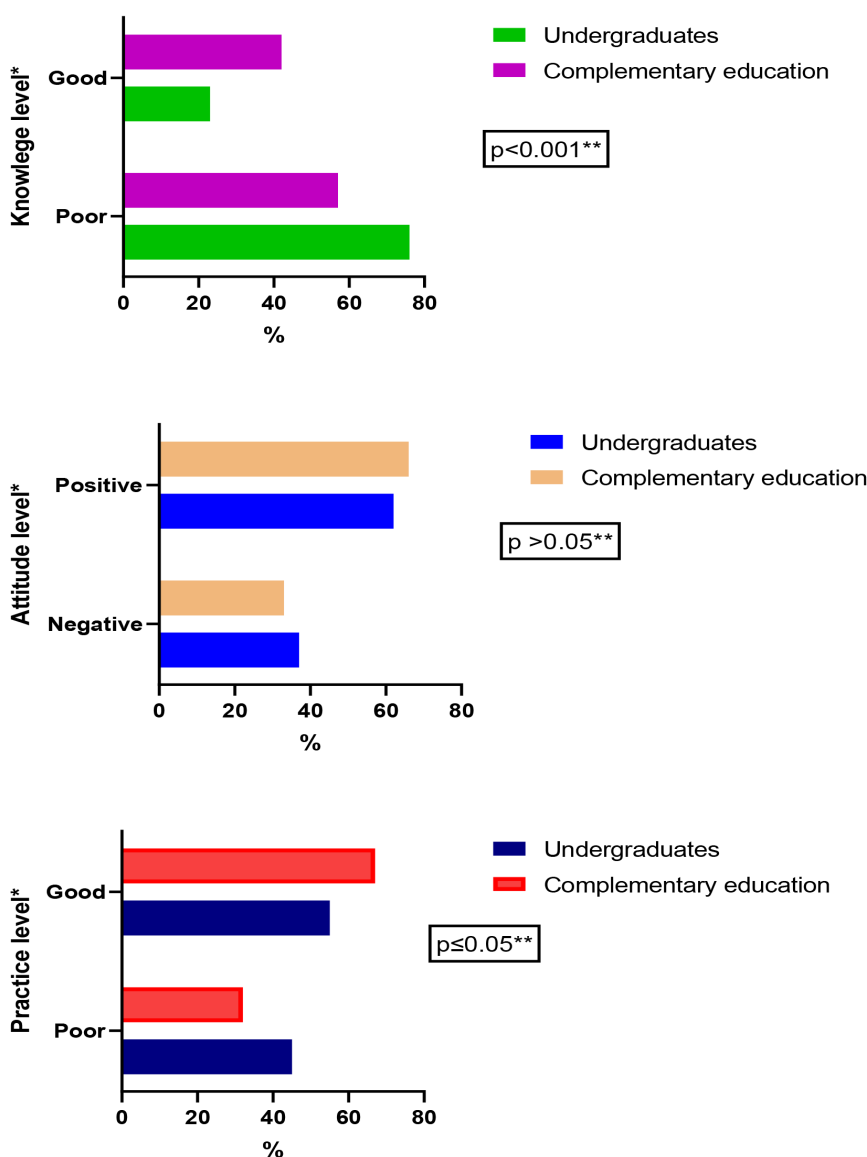 Undergraduates
Complementary education
p<0.001**
Knowlege level*
Good
Poor
0 20 40 60 80
%
Undergraduates
Complementary education
p >0.05**
Attitude level*
Positive
Negative
0 20 40 60 80
%
Undergraduates
Complementary education
p≤0.05**
Practice level*
Good
Poor
0 20 40 60 80
%